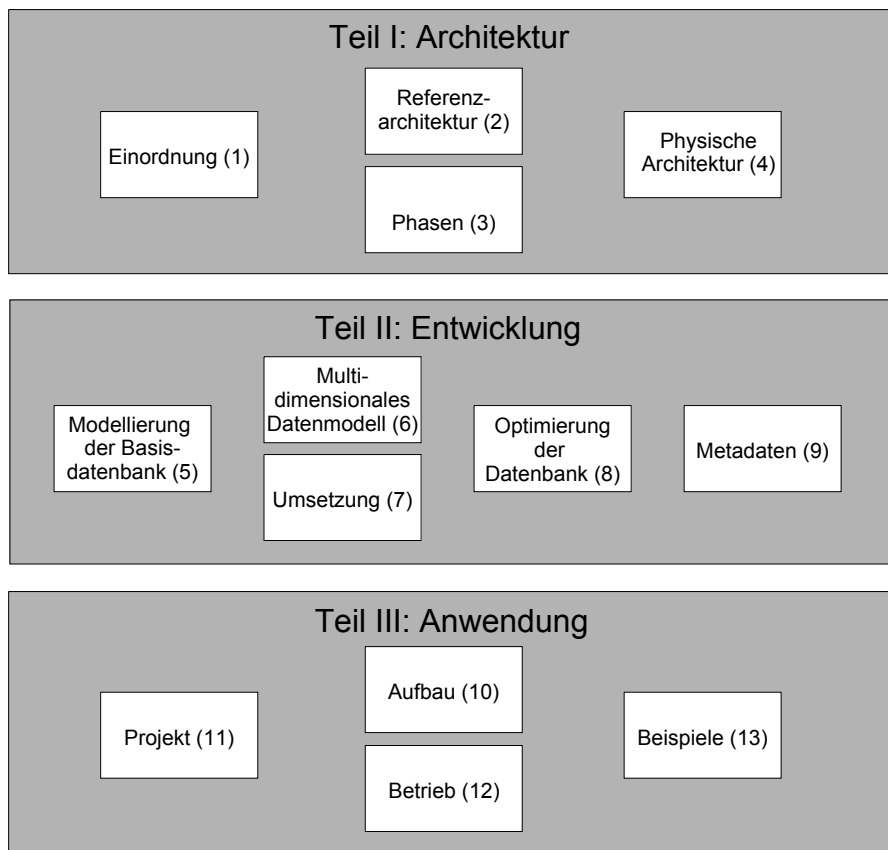 Teil I: Architektur
Einordnung (1)
Referenz-
architektur (2)
Phasen (3)
Physische
Architektur (4)
Teil II: Entwicklung
Modellierung
der Basis-
datenbank (5)
Multi-
dimensionales
Datenmodell (6)
Umsetzung (7)
Optimierung
der
Datenbank (8)
Metadaten (9)
Teil III: Anwendung
Projekt (11)
Aufbau (10)
Betrieb (12)
Beispiele (13)